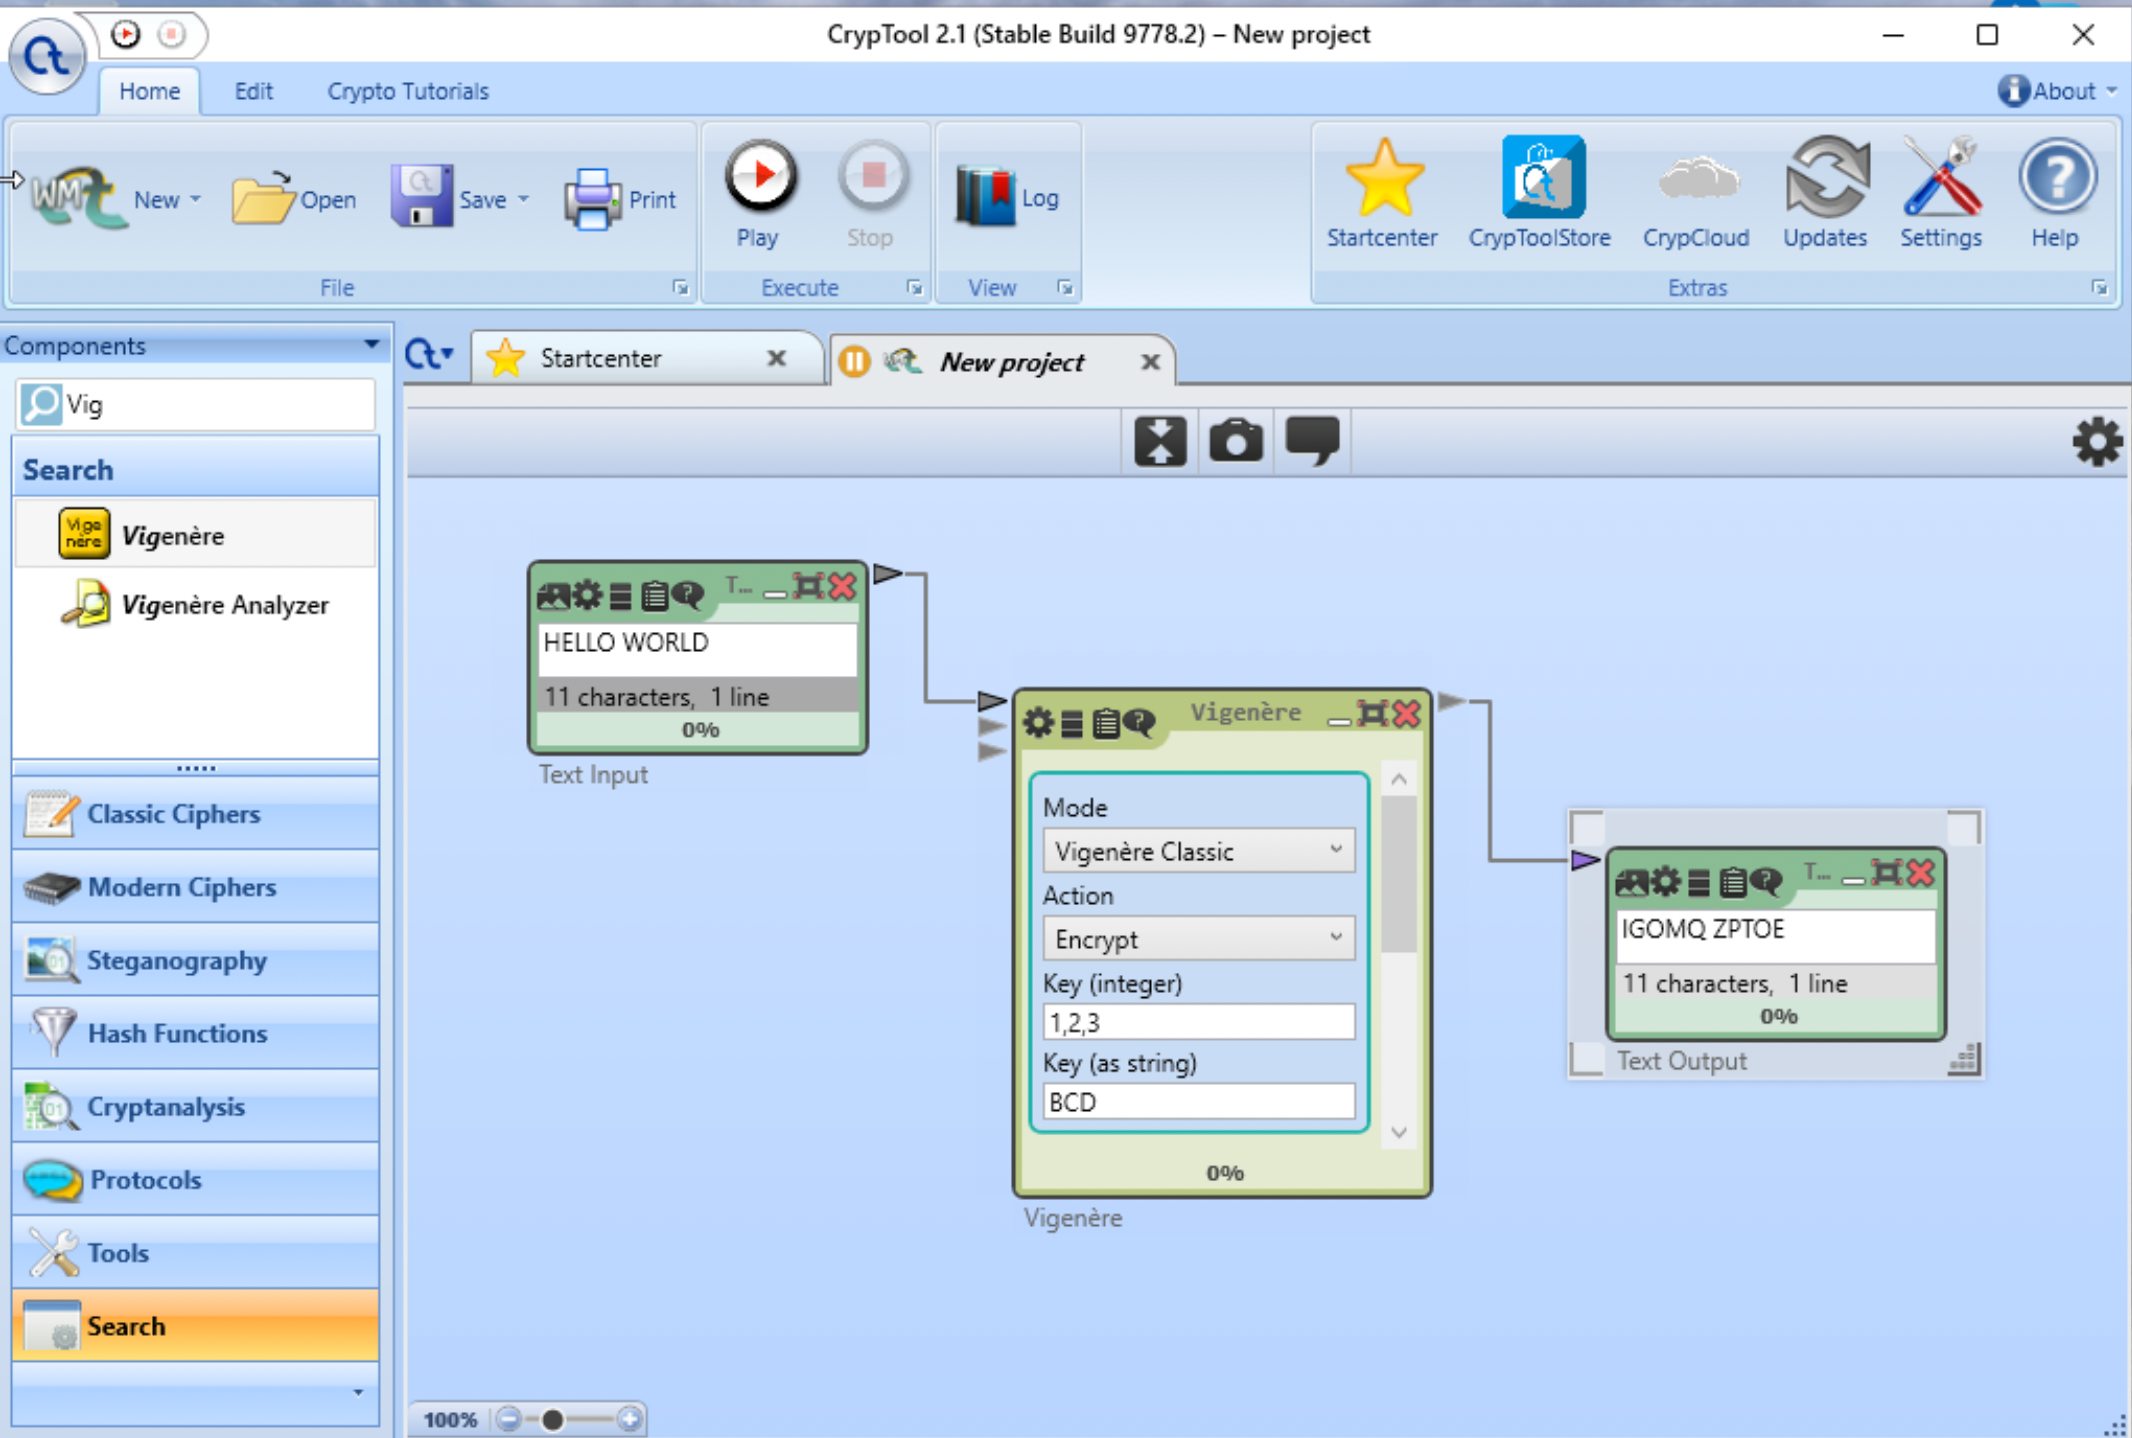 CrypTool 2.1 (Stable Build 9778.2) – New project
Home Edit Crypto Tutorials About
New Open Save Print Play Stop Log Startcenter CrypToolStore CrypCloud Updates Settings Help
File Execute View Extras
Components
Startcenter New project
Vig
Search
Vigenère
Vigenère Analyzer
Classic Ciphers
Modern Ciphers
Steganography
Hash Functions
Cryptanalysis
Protocols
Tools
Search
T...
HELLO WORLD
11 characters, 1 line
0%
Text Input
Vigenère
Mode
Vigenère Classic
Action
Encrypt
Key (integer)
1,2,3
Key (as string)
BCD
0%
Vigenère
T...
IGOMQ ZPTOE
11 characters, 1 line
0%
Text Output
100%